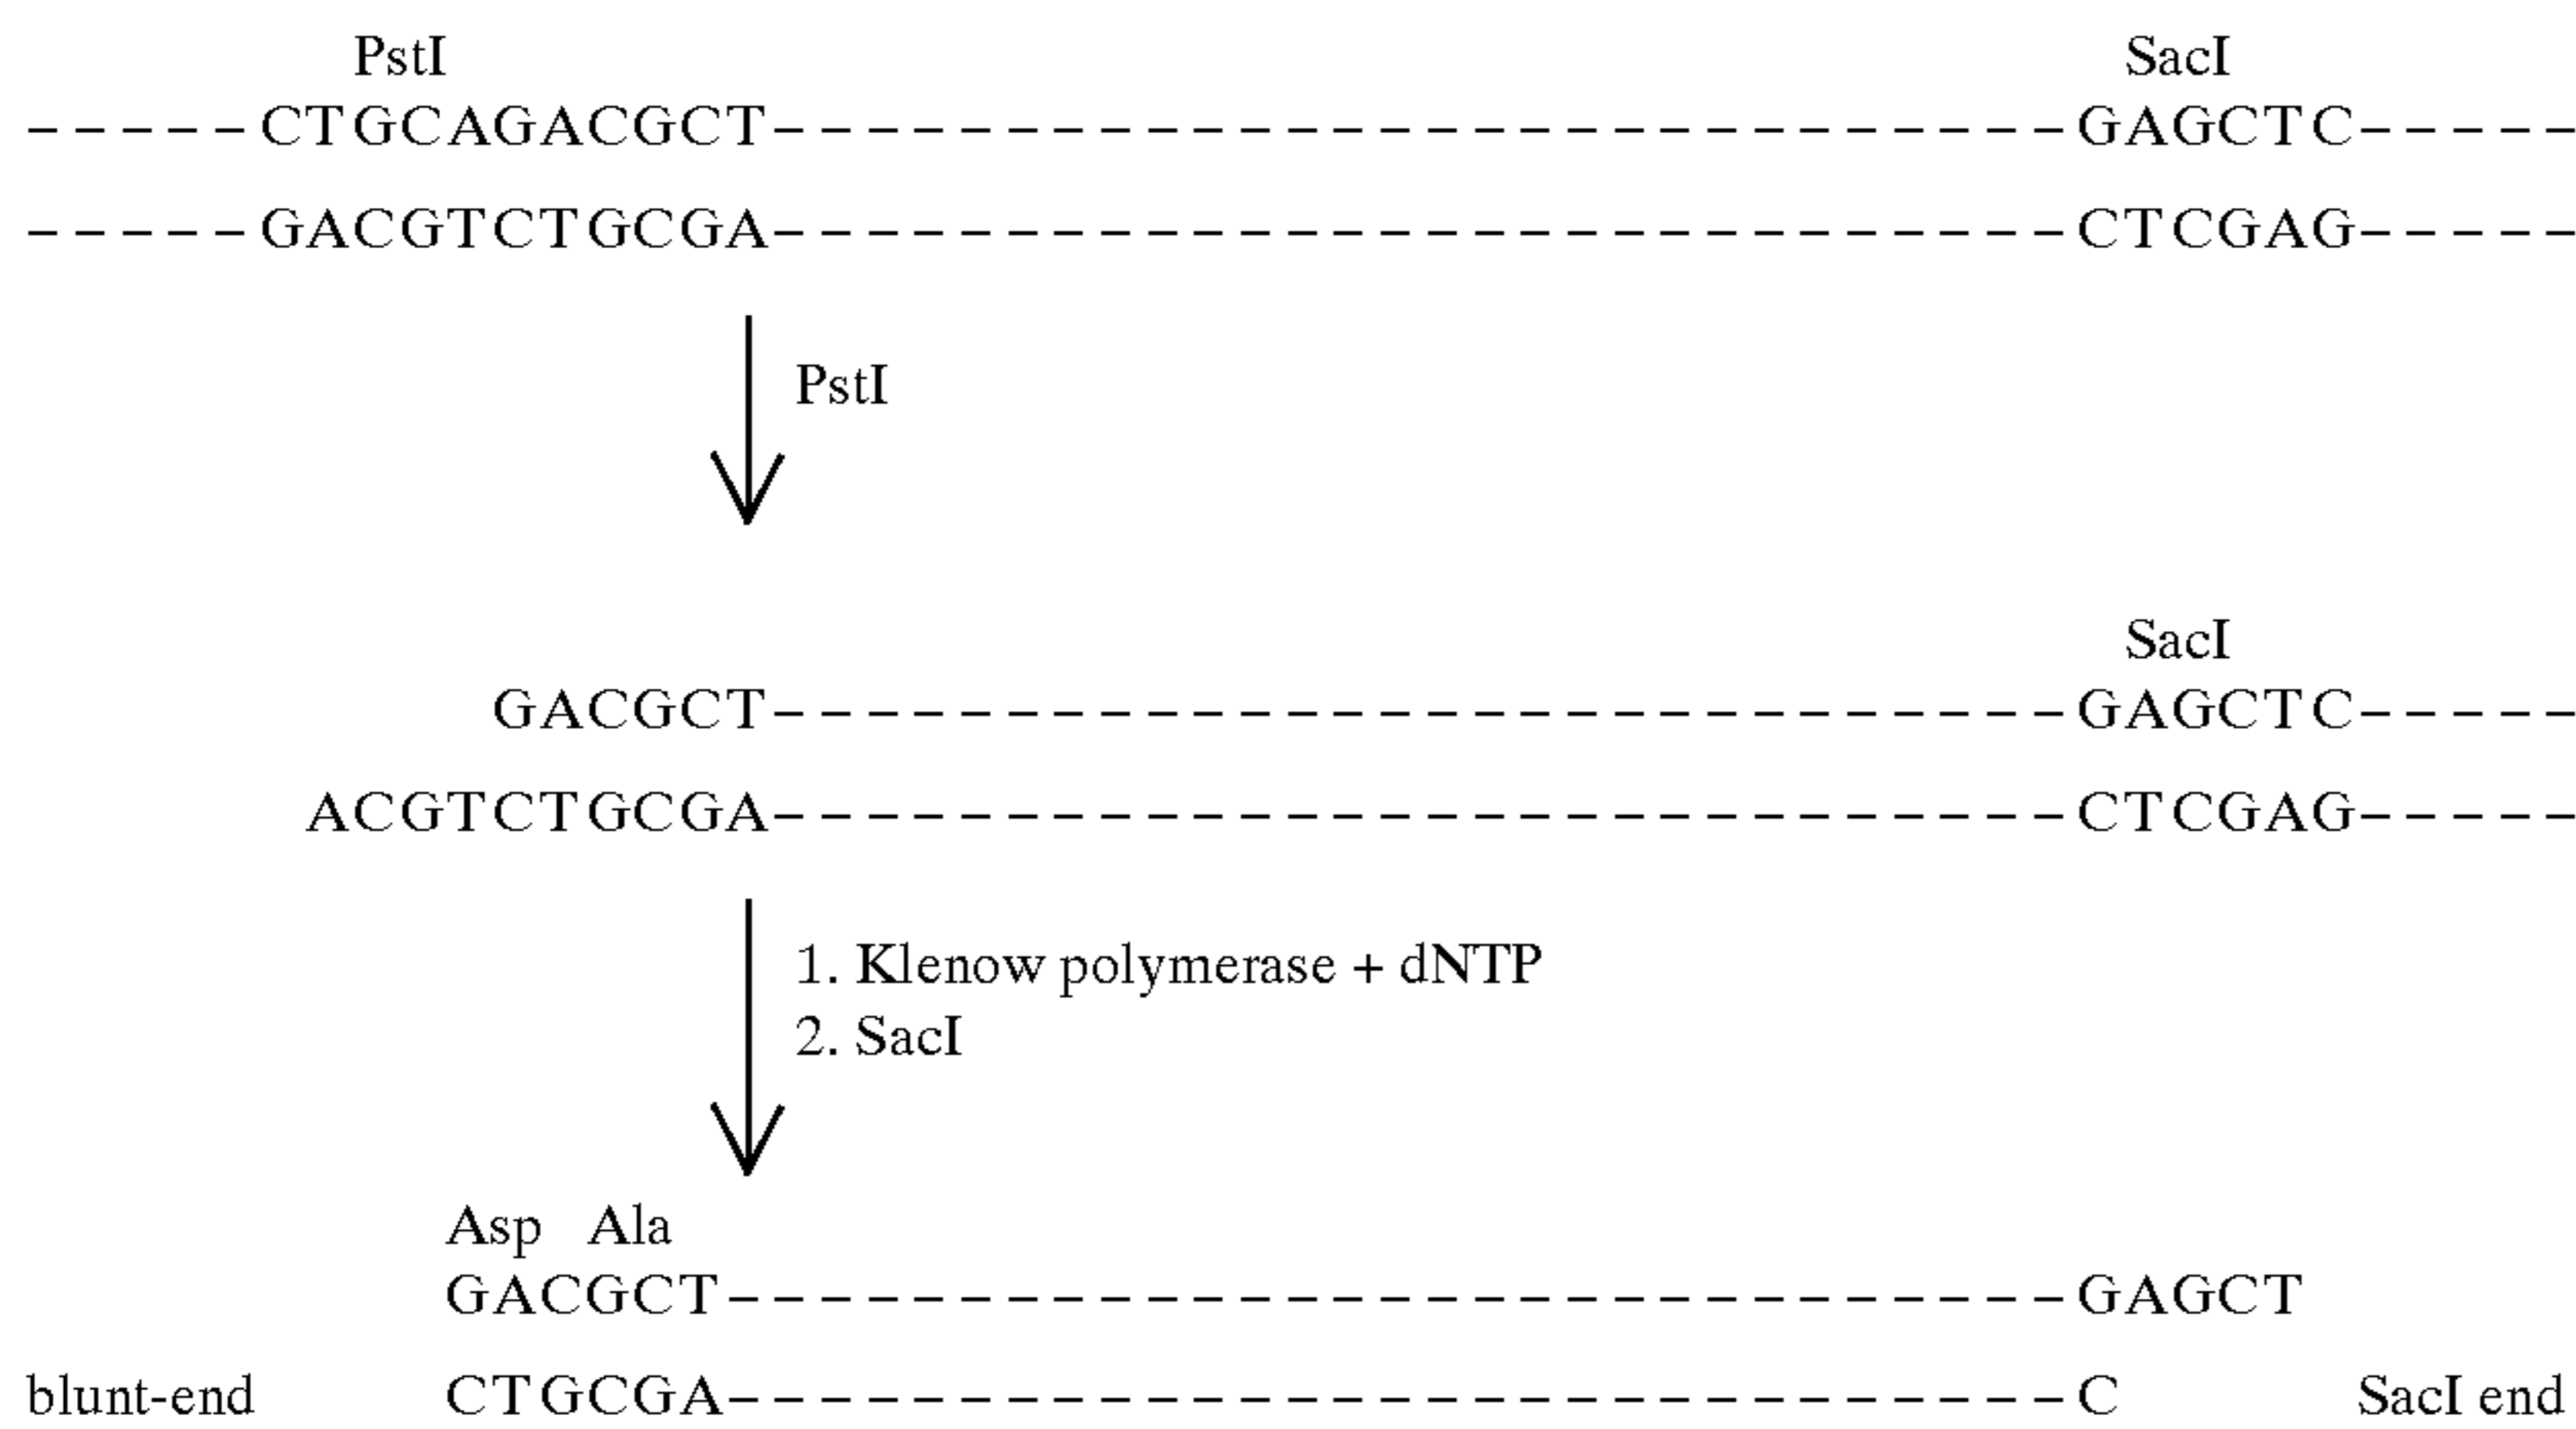 PstI SacI
-----CTGCAGACGCT----------------------------GAGCTC-----
-----GACGTCTGCGA----------------------------CTCGAG-----
PstI
SacI
GACGCT----------------------------GAGCTC-----
ACGTCTGCGA----------------------------CTCGAG-----
1. Klenow polymerase + dNTP
2. SacI
Asp Ala
GACGCT-----------------------------GAGCT
blunt-end CTGCGA-----------------------------C SacI end